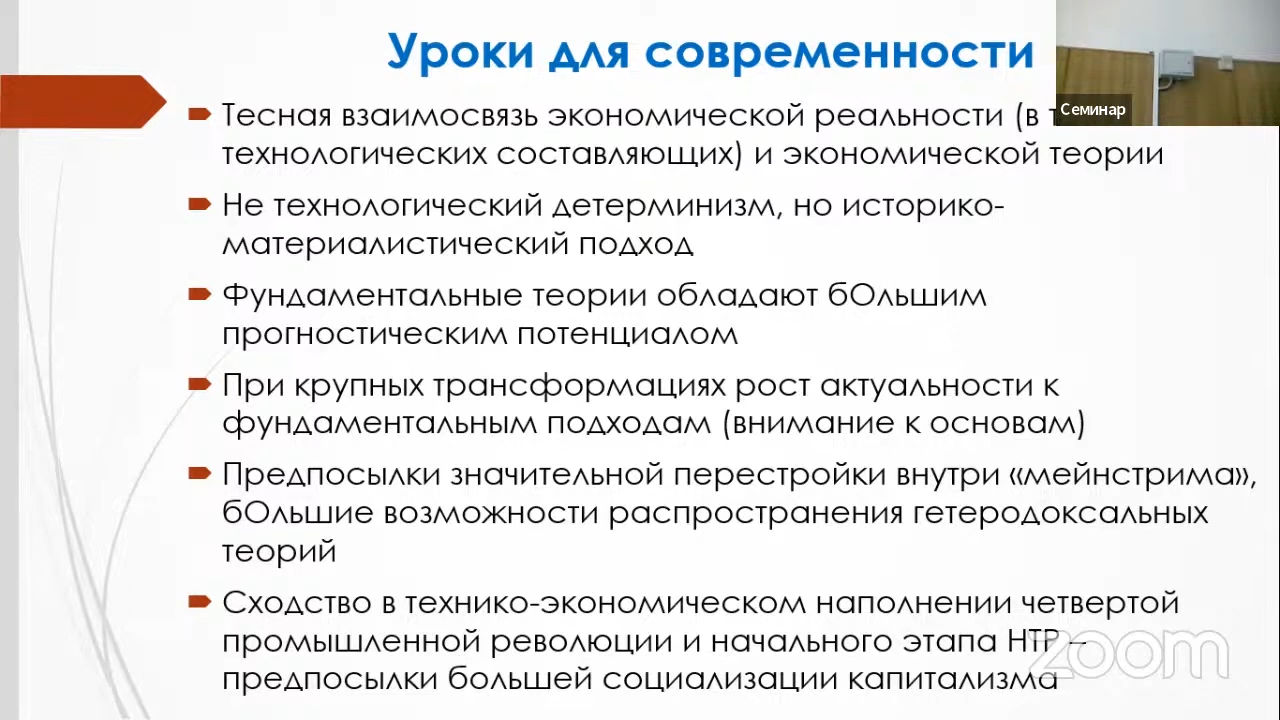 Уроки для современности
Семинар
Тесная взаимосвязь экономической реальности (в
технологических составляющих) и экономической теории
Не технологический детерминизм, но историко-
материалистический подход
Фундаментальные теории обладают бОльшим
прогностическим потенциалом
При крупных трансформациях рост актуальности к
фундаментальным подходам (внимание к основам)
Предпосылки значительной перестройки внутри «мейнстрима»,
бОльшие возможности распространения гетеродоксальных
теорий
Сходство в технико-экономическом наполнении четвертой
промышленной революции и начального этапа НТР –
предпосылки большей социализации капитализма
zoom